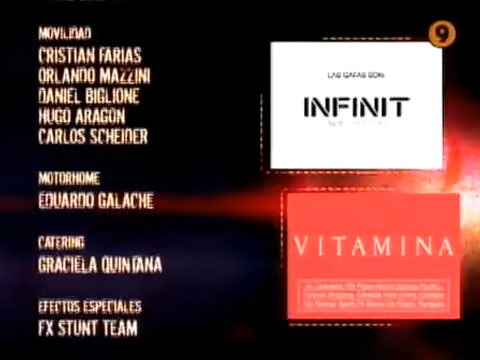 MOVILIDAD
CRISTIAN FARIAS
ORLANDO MAZZINI
DANIEL BIGLIONE
HUGO ARAGON
CARLOS SCHEIDER
MOTORHOME
EDUARDO GALACHE
CATERING
GRACIELA QUINTANA
EFECTOS ESPECIALES
FX STUNT TEAM
9
LAS GAFAS SON
INFINIT
VITAMINA